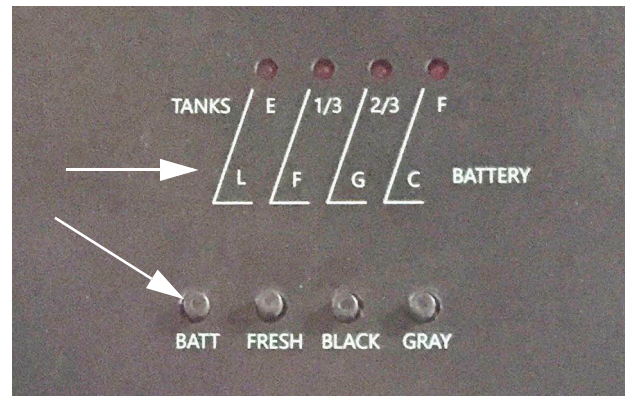 TANKS E 1/3 2/3 F
L F G C BATTERY
BATT FRESH BLACK GRAY